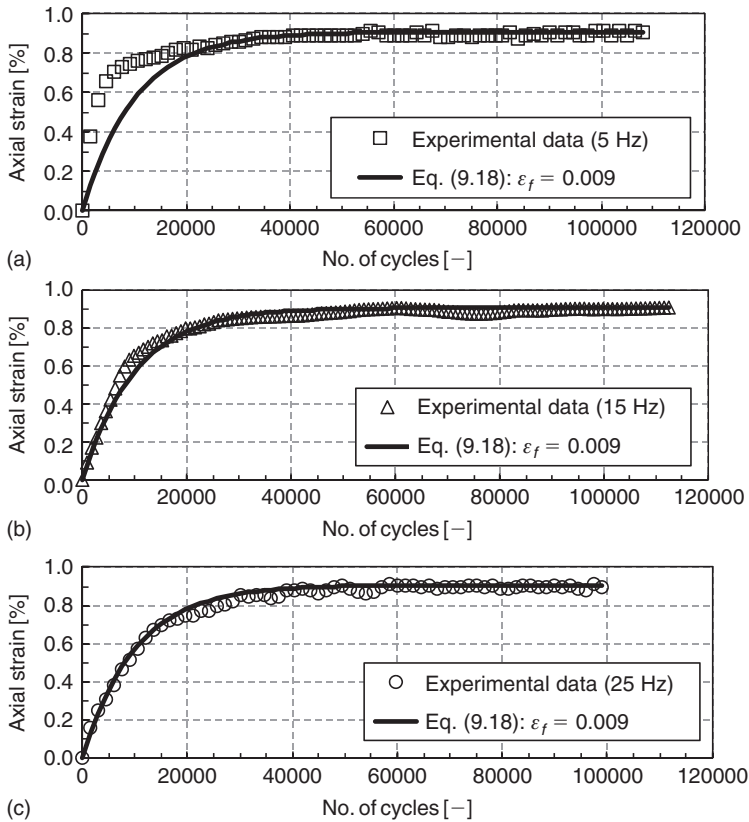 1.0
0.8
0.6
0.4
0.2
0.0
Axial strain [%]
Experimental data (5 Hz)
Eq. (9.18): εf = 0.009
0 20000 40000 60000 80000 100000 120000
No. of cycles [−]
(a)
1.0
0.8
0.6
0.4
0.2
0.0
Axial strain [%]
Experimental data (15 Hz)
Eq. (9.18): εf = 0.009
0 20000 40000 60000 80000 100000 120000
No. of cycles [−]
(b)
1.0
0.8
0.6
0.4
0.2
0.0
Axial strain [%]
Experimental data (25 Hz)
Eq. (9.18): εf = 0.009
0 20000 40000 60000 80000 100000 120000
No. of cycles [−]
(c)